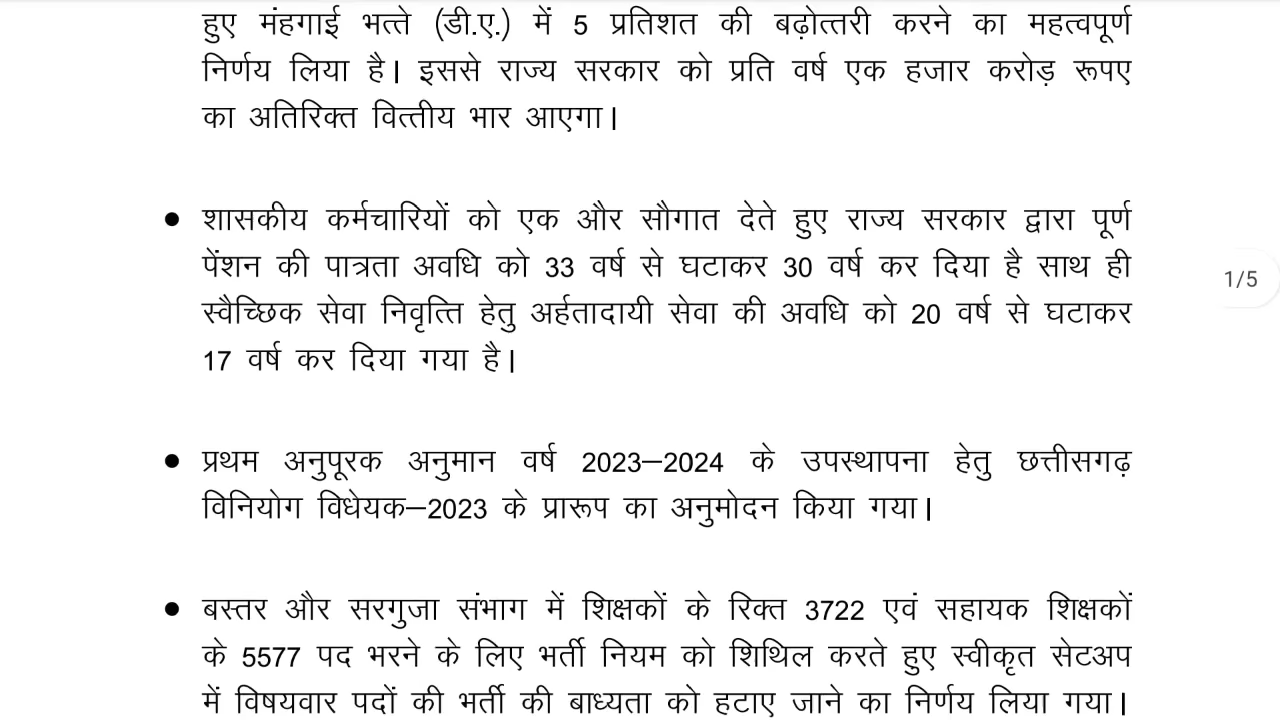 हुए मंहगाई भत्ते (डी.ए.) में 5 प्रतिशत की बढ़ोत्तरी करने का महत्वपूर्ण
निर्णय लिया है। इससे राज्य सरकार को प्रति वर्ष एक हजार करोड़ रूपए
का अतिरिक्त वित्तीय भार आएगा।
● शासकीय कर्मचारियों को एक और सौगात देते हुए राज्य सरकार द्वारा पूर्ण
पेंशन की पात्रता अवधि को 33 वर्ष से घटाकर 30 वर्ष कर दिया है साथ ही
स्वैच्छिक सेवा निवृत्ति हेतु अर्हतादायी सेवा की अवधि को 20 वर्ष से घटाकर
17 वर्ष कर दिया गया है।
1/5
● प्रथम अनुपूरक अनुमान वर्ष 2023–2024 के उपस्थापना हेतु छत्तीसगढ़
विनियोग विधेयक–2023 के प्रारूप का अनुमोदन किया गया।
● बस्तर और सरगुजा संभाग में शिक्षकों के रिक्त 3722 एवं सहायक शिक्षकों
के 5577 पद भरने के लिए भर्ती नियम को शिथिल करते हुए स्वीकृत सेटअप
में विषयवार पदों की भर्ती की बाध्यता को हटाए जाने का निर्णय लिया गया।